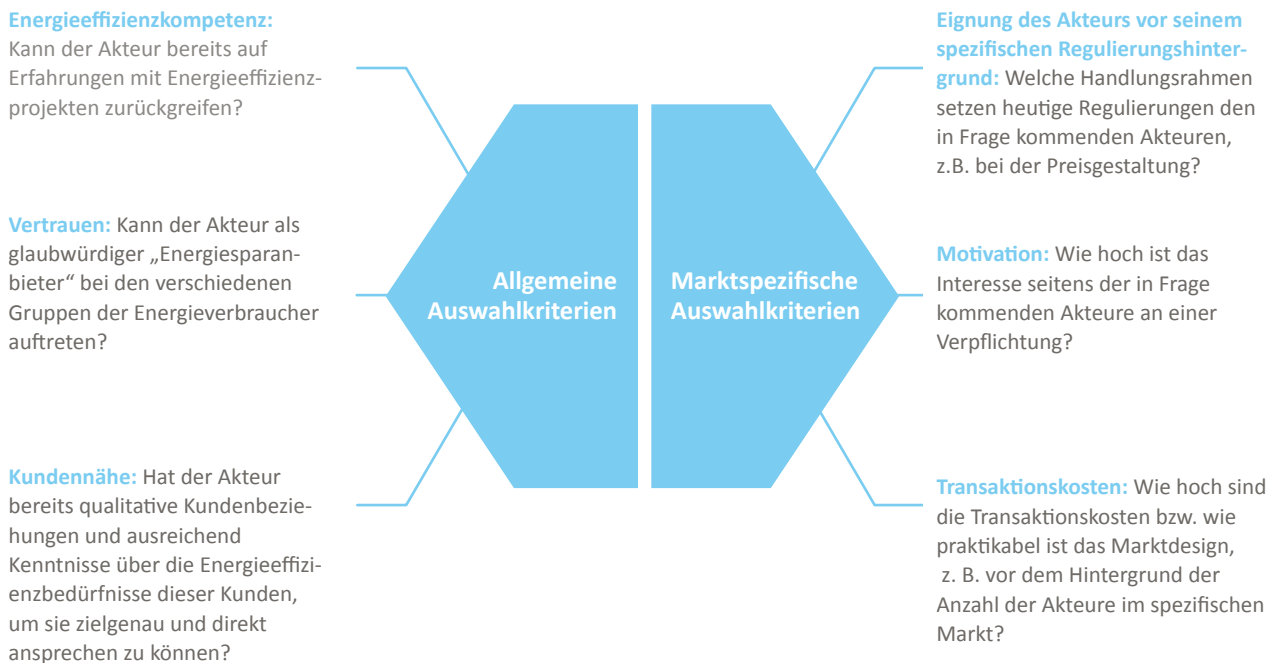 Energieeffizienzkompetenz:
Kann der Akteur bereits auf
Erfahrungen mit Energieeffizienz-
projekten zurückgreifen?
Vertrauen: Kann der Akteur als
glaubwürdiger „Energiesparan-
bieter“ bei den verschiedenen
Gruppen der Energieverbraucher
auftreten?
Kundennähe: Hat der Akteur
bereits qualitative Kundenbezie-
hungen und ausreichend
Kenntnisse über die Energieeffizi-
enzbedürfnisse dieser Kunden,
um sie zielgenau und direkt
ansprechen zu können?
Allgemeine
Auswahlkriterien
Marktspezifische
Auswahlkriterien
Eignung des Akteurs vor seinem
spezifischen Regulierungshinter-
grund: Welche Handlungsrahmen
setzen heutige Regulierungen den
in Frage kommenden Akteuren,
z.B. bei der Preisgestaltung?
Motivation: Wie hoch ist das
Interesse seitens der in Frage
kommenden Akteure an einer
Verpflichtung?
Transaktionskosten: Wie hoch sind
die Transaktionskosten bzw. wie
praktikabel ist das Marktdesign,
z. B. vor dem Hintergrund der
Anzahl der Akteure im spezifischen
Markt?